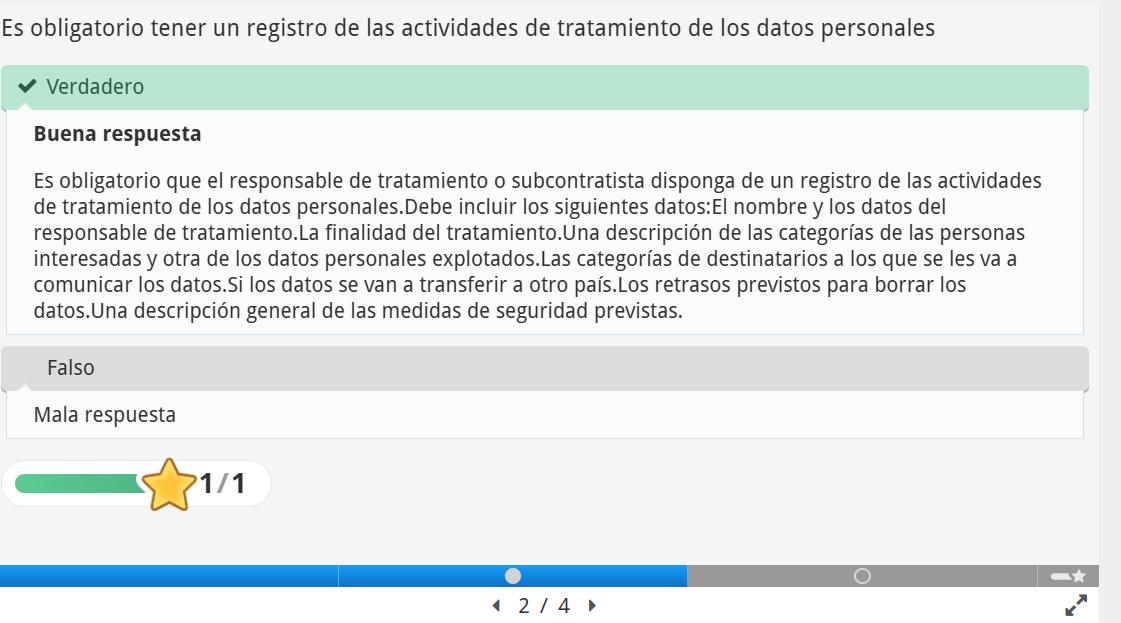 Es obligatorio tener un registro de las actividades de tratamiento de los datos personales
Verdadero
Buena respuesta
Es obligatorio que el responsable de tratamiento o subcontratista disponga de un registro de las actividades
de tratamiento de los datos personales.Debe incluir los siguientes datos:El nombre y los datos del
responsable de tratamiento.La finalidad del tratamiento.Una descripción de las categorías de las personas
interesadas y otra de los datos personales explotados.Las categorías de destinatarios a los que se les va a
comunicar los datos.Si los datos se van a transferir a otro país.Los retrasos previstos para borrar los
datos.Una descripción general de las medidas de seguridad previstas.
Falso
Mala respuesta
1/1
2 / 4